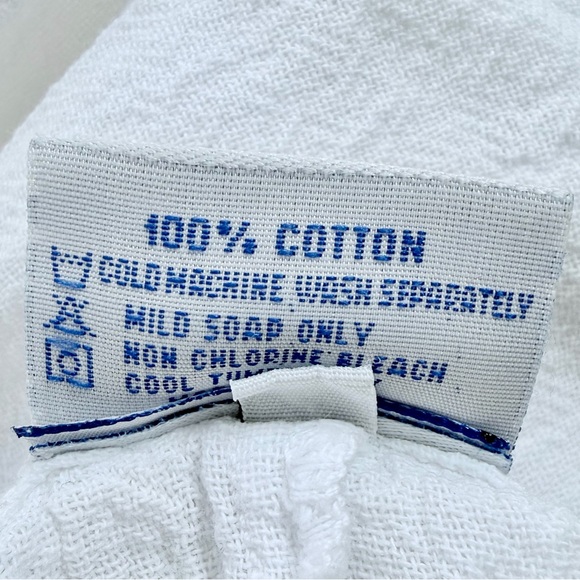 100% COTTON
COLD MACHINE WASH SEPARATELY
MILD SOAP ONLY
NON CHLORINE BLEACH
COOL